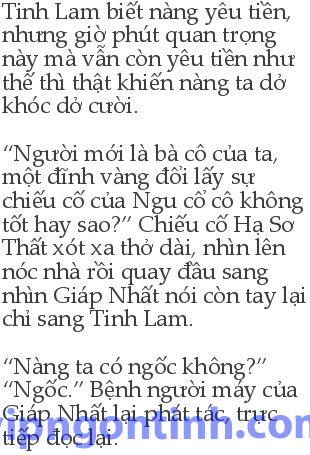 Tinh Lam biết nàng yêu tiền,
nhưng giờ phút quan trọng
này mà vẫn còn yêu tiền như
thế thì thật khiến nàng ta dở
khóc dở cười.

“Người mới là bà cô của ta,
một đĩnh vàng đổi lấy sự
chiếu cố của Ngu cổ cô không
tốt hay sao?” Chiếu cố Hạ Sơ
Thất xót xa thở dài, nhìn lên
nóc nhà rồi quay đầu sang
nhìn Giáp Nhất nói còn tay lại
chỉ sang Tinh Lam.

“Nàng ta có ngốc không?”
“Ngốc.” Bệnh người máy của
Giáp Nhất lại phát tác, trực
tiếp đọc lại.
vipngontinh.com